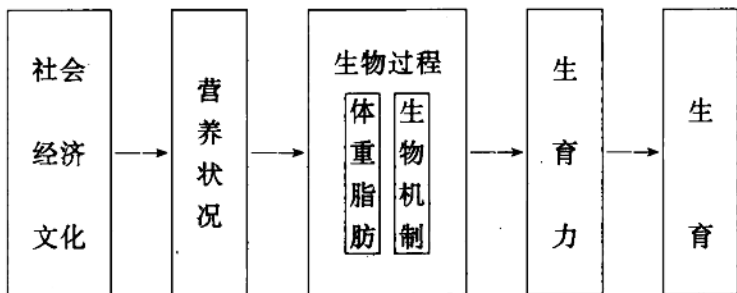 社会
经济
文化
营养状况
生物过程
体重脂肪
生物机制
生育力
生育